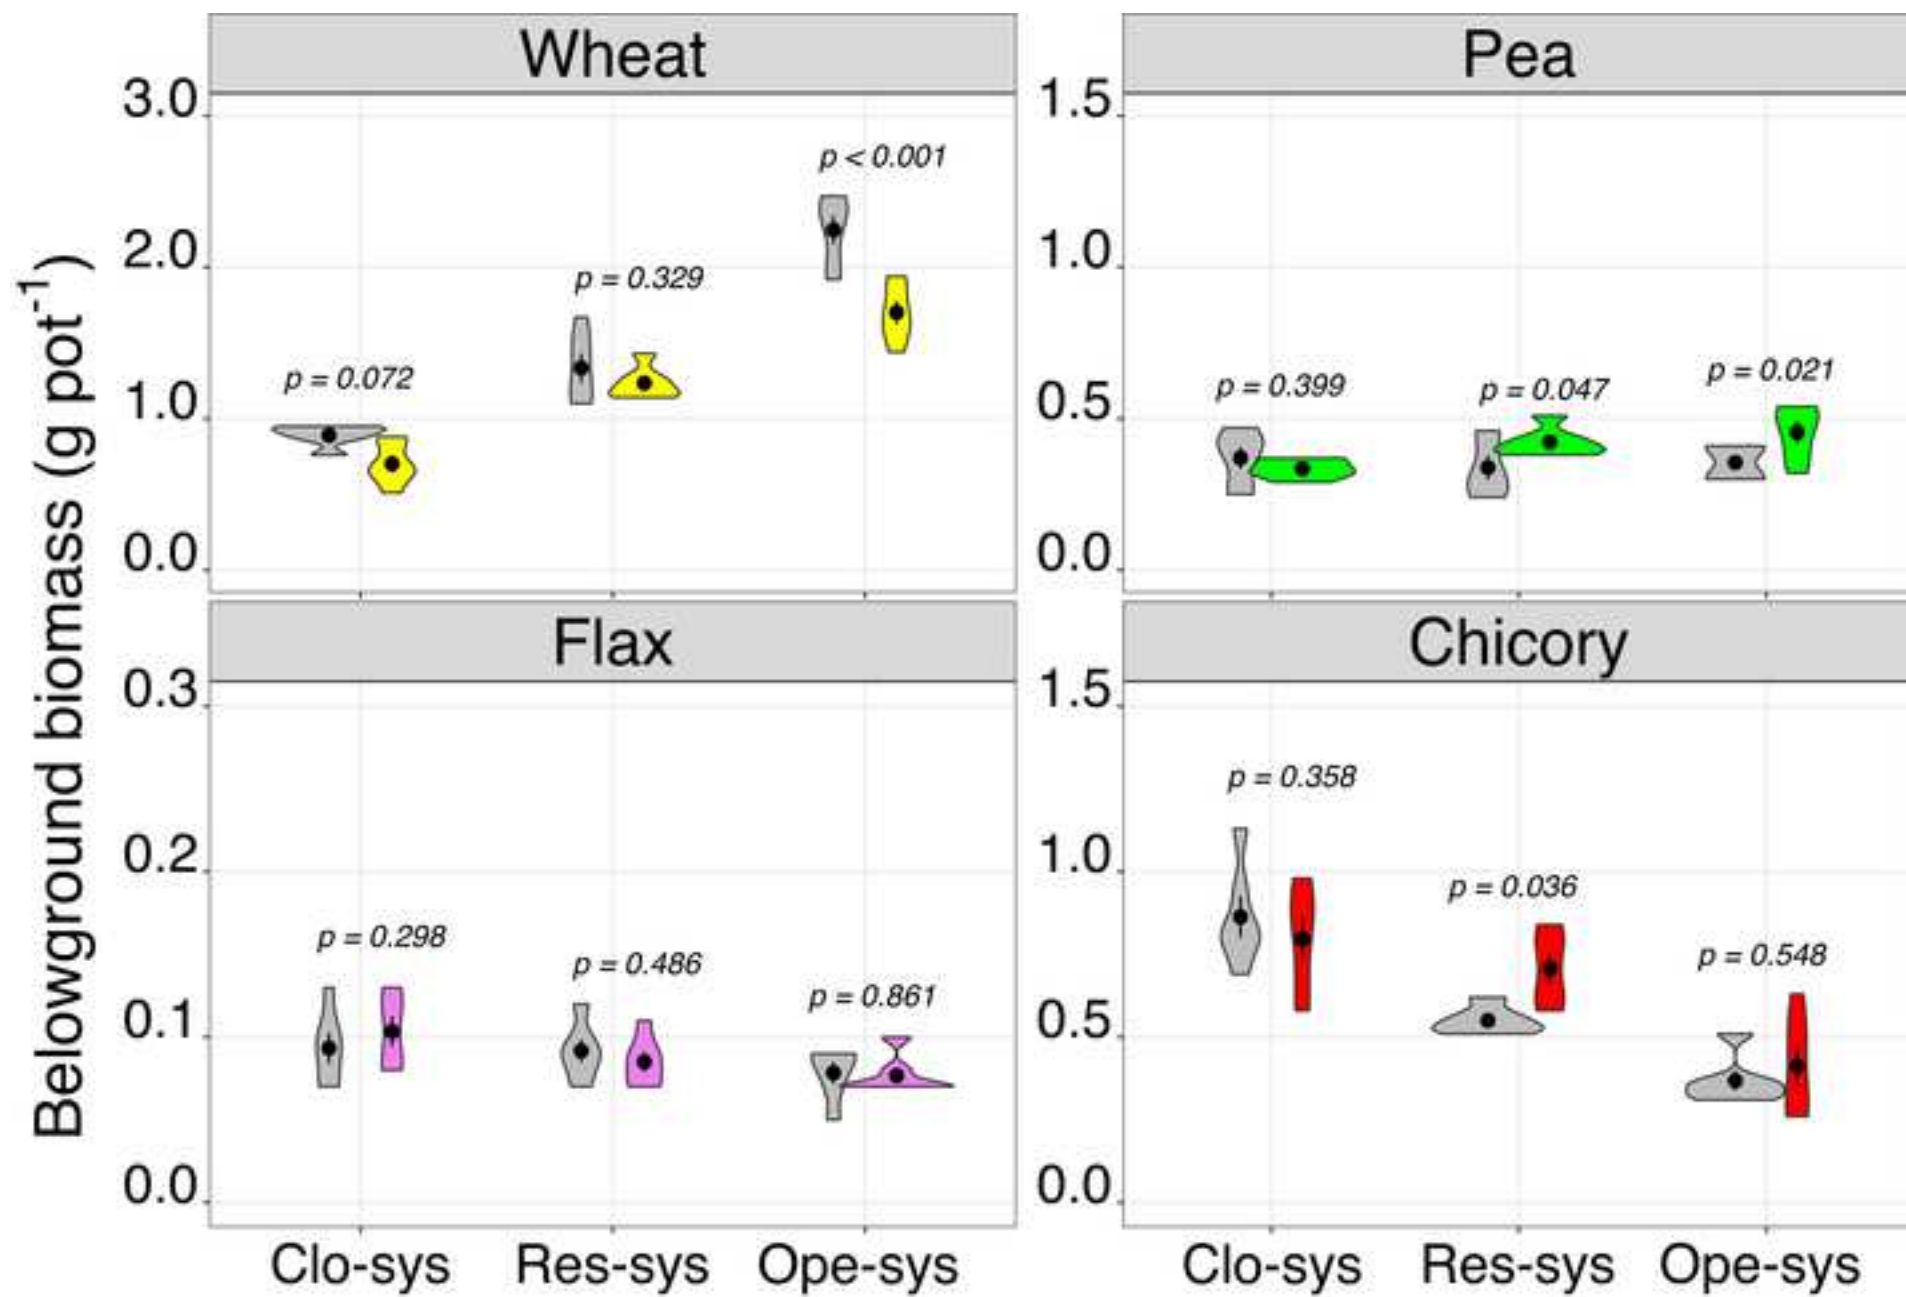 Wheat
Pea
3.0
2.0
1.0
0.0
p = 0.072
p = 0.329
p < 0.001
1.5
1.0
0.5
0.0
p = 0.399
p = 0.047
p = 0.021
Belowground biomass (g pot⁻¹)
Flax
Chicory
0.3
0.2
0.1
0.0
p = 0.298
p = 0.486
p = 0.861
1.5
1.0
0.5
0.0
p = 0.358
p = 0.036
p = 0.548
Clo-sys Res-sys Ope-sys
Clo-sys Res-sys Ope-sys